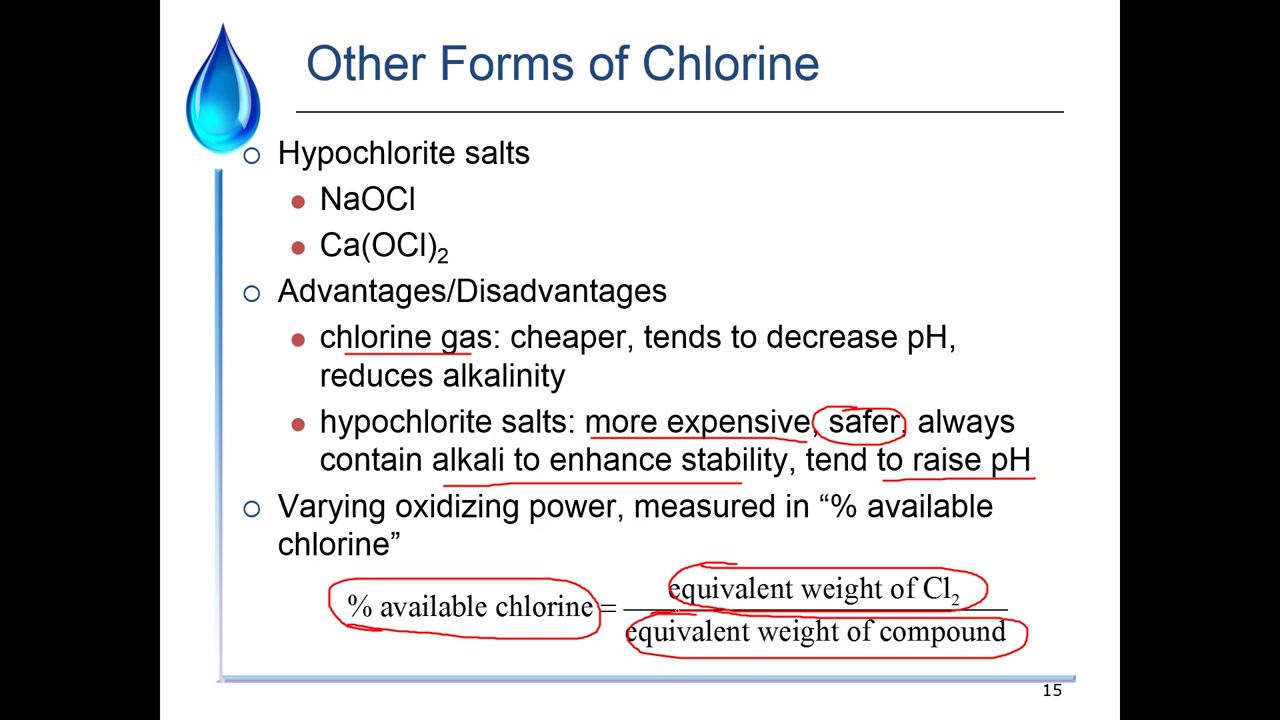 Other Forms of Chlorine
Hypochlorite salts
NaOCl
Ca(OCl)₂
Advantages/Disadvantages
chlorine gas: cheaper, tends to decrease pH,
reduces alkalinity
hypochlorite salts: more expensive, safer, always
contain alkali to enhance stability, tend to raise pH
Varying oxidizing power, measured in “% available
chlorine”
% available chlorine = equivalent weight of Cl₂
equivalent weight of compound
15